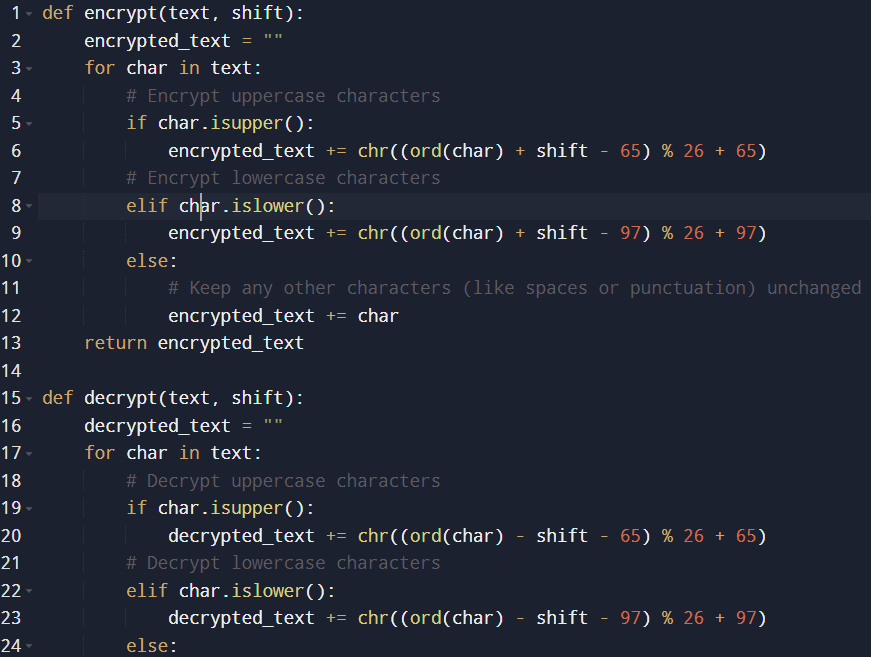 1 def encrypt(text, shift):
2     encrypted_text = ""
3     for char in text:
4         # Encrypt uppercase characters
5         if char.isupper():
6             encrypted_text += chr((ord(char) + shift - 65) % 26 + 65)
7         # Encrypt lowercase characters
8         elif char.islower():
9             encrypted_text += chr((ord(char) + shift - 97) % 26 + 97)
10         else:
11             # Keep any other characters (like spaces or punctuation) unchanged
12             encrypted_text += char
13     return encrypted_text
14
15 def decrypt(text, shift):
16     decrypted_text = ""
17     for char in text:
18         # Decrypt uppercase characters
19         if char.isupper():
20             decrypted_text += chr((ord(char) - shift - 65) % 26 + 65)
21         # Decrypt lowercase characters
22         elif char.islower():
23             decrypted_text += chr((ord(char) - shift - 97) % 26 + 97)
24         else: